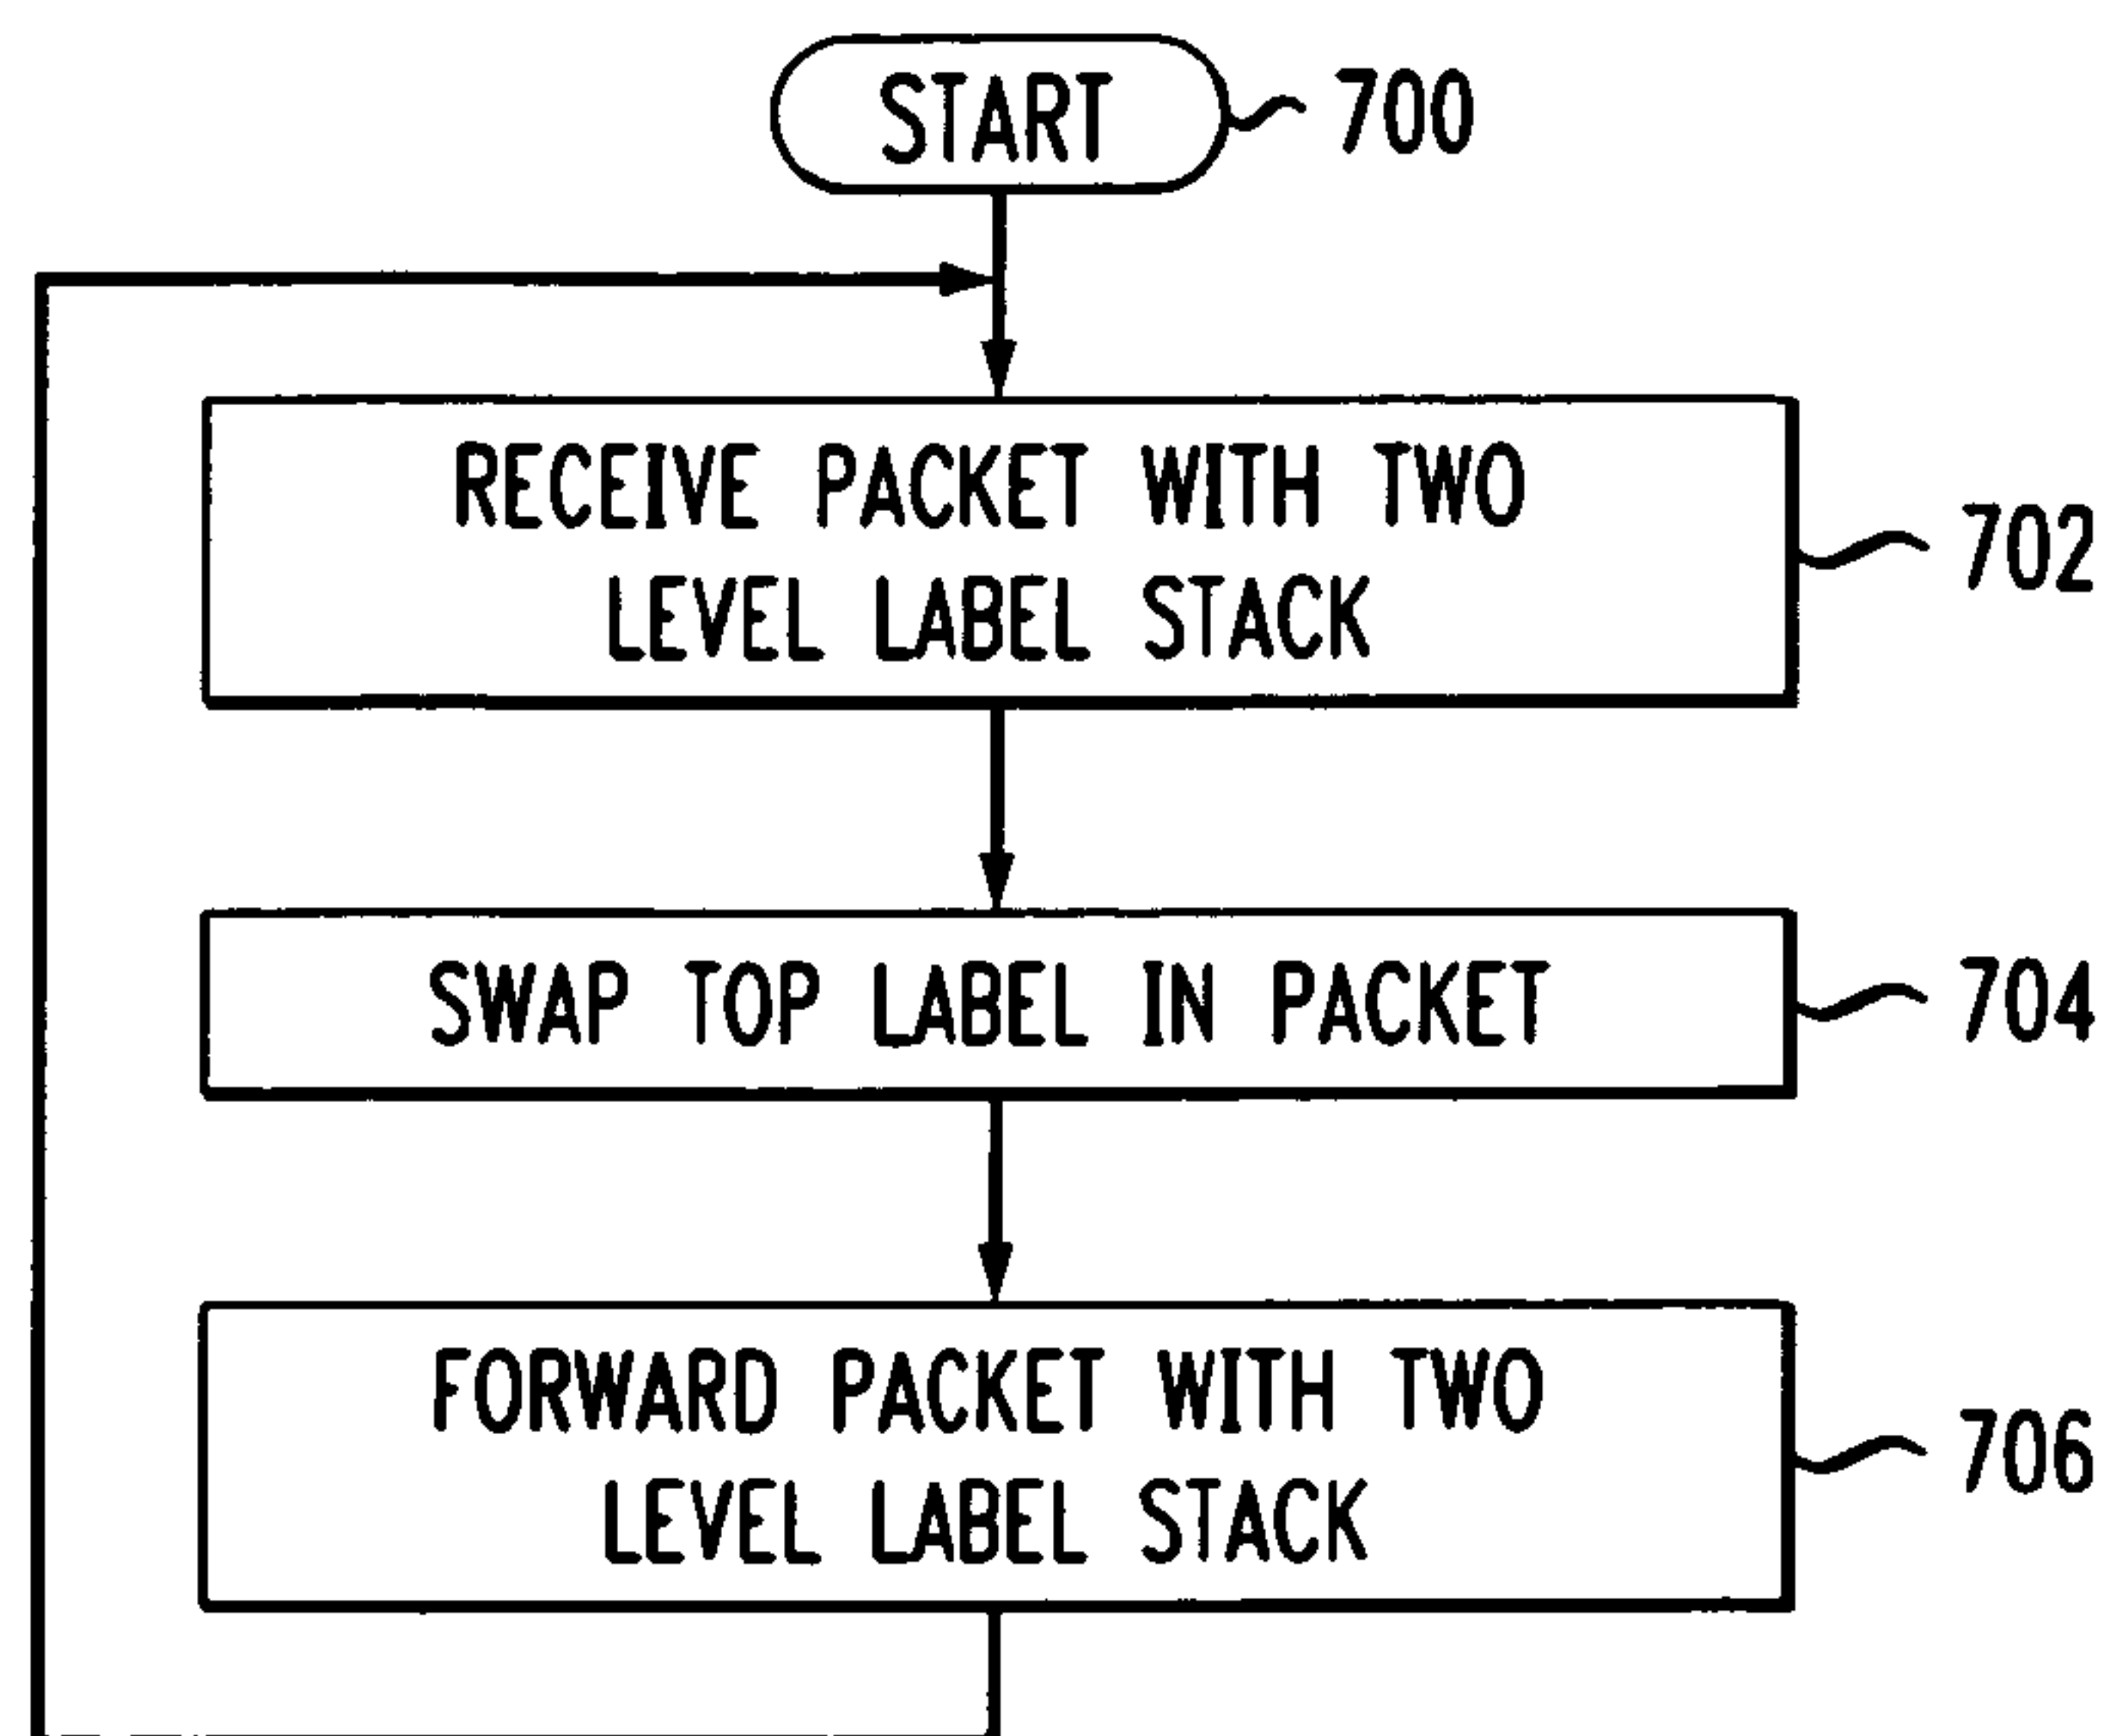 START
700
RECEIVE PACKET WITH TWO
LEVEL LABEL STACK
702
SWAP TOP LABEL IN PACKET
704
FORWARD PACKET WITH TWO
LEVEL LABEL STACK
706